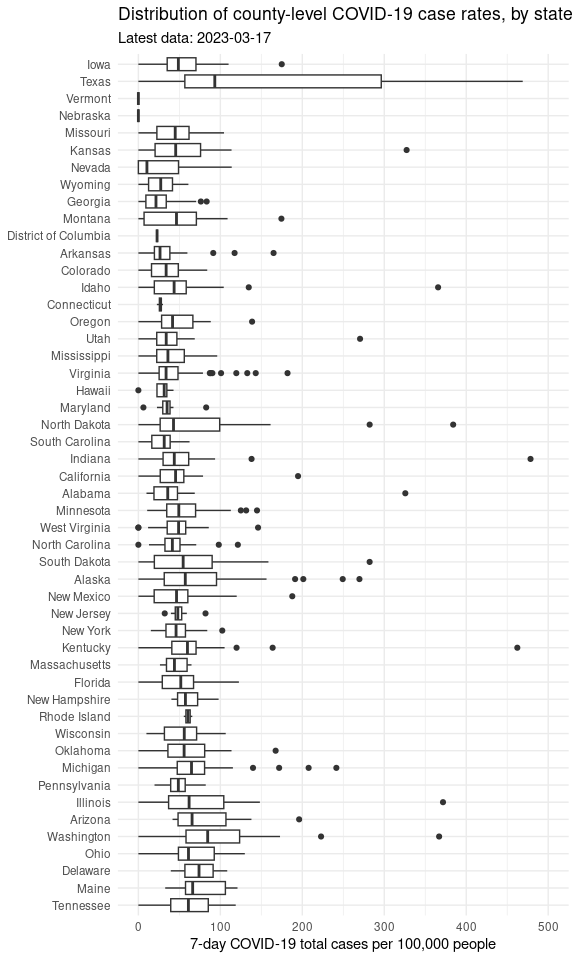 Distribution of county-level COVID-19 case rates, by state
Latest data: 2023-03-17
Iowa
Texas
Vermont
Nebraska
Missouri
Kansas
Nevada
Wyoming
Georgia
Montana
District of Columbia
Arkansas
Colorado
Idaho
Connecticut
Oregon
Utah
Mississippi
Virginia
Hawaii
Maryland
North Dakota
South Carolina
Indiana
California
Alabama
Minnesota
West Virginia
North Carolina
South Dakota
Alaska
New Mexico
New Jersey
New York
Kentucky
Massachusetts
Florida
New Hampshire
Rhode Island
Wisconsin
Oklahoma
Michigan
Pennsylvania
Illinois
Arizona
Washington
Ohio
Delaware
Maine
Tennessee
0 100 200 300 400 500
7-day COVID-19 total cases per 100,000 people